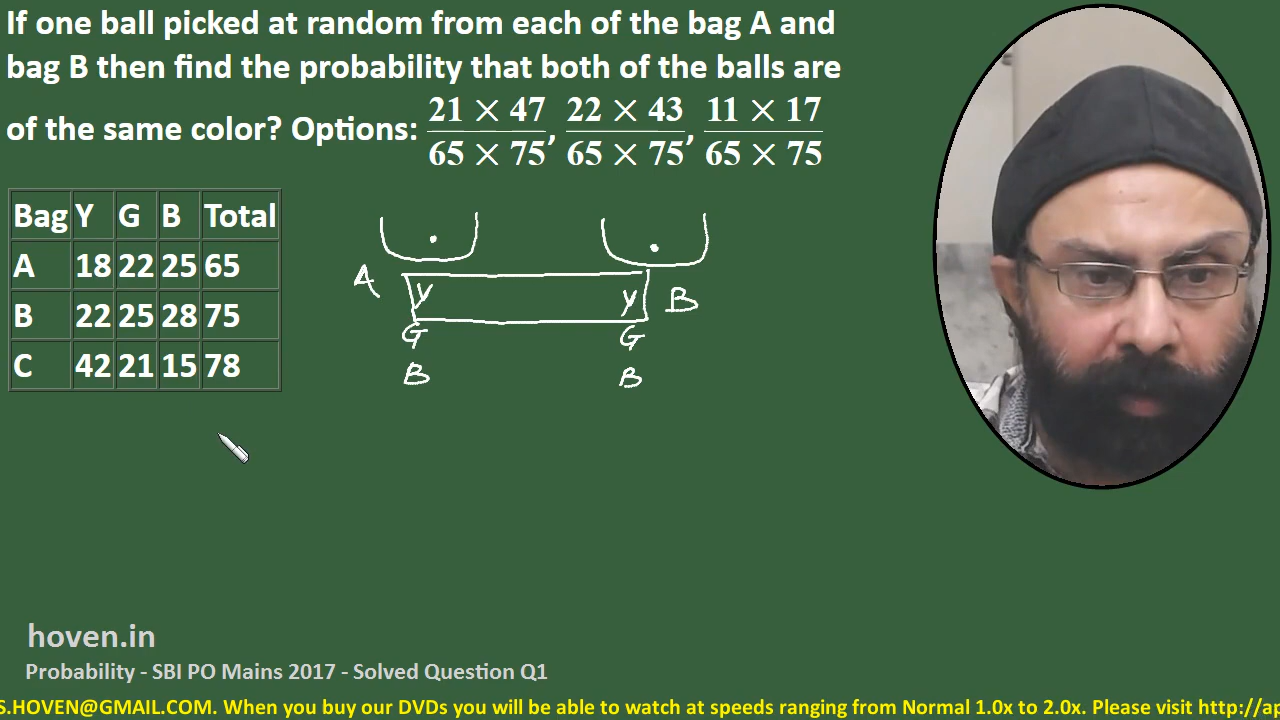 If one ball picked at random from each of the bag A and
bag B then find the probability that both of the balls are
of the same color? Options: 21 × 47 / 65 × 75, 22 × 43 / 65 × 75, 11 × 17 / 65 × 75
Bag Y G B Total
A 18 22 25 65
B 22 25 28 75
C 42 21 15 78
A Y Y B
G G
B B
hoven.in
Probability - SBI PO Mains 2017 - Solved Question Q1
S.HOVEN@GMAIL.COM. When you buy our DVDs you will be able to watch at speeds ranging from Normal 1.0x to 2.0x. Please visit http://ap